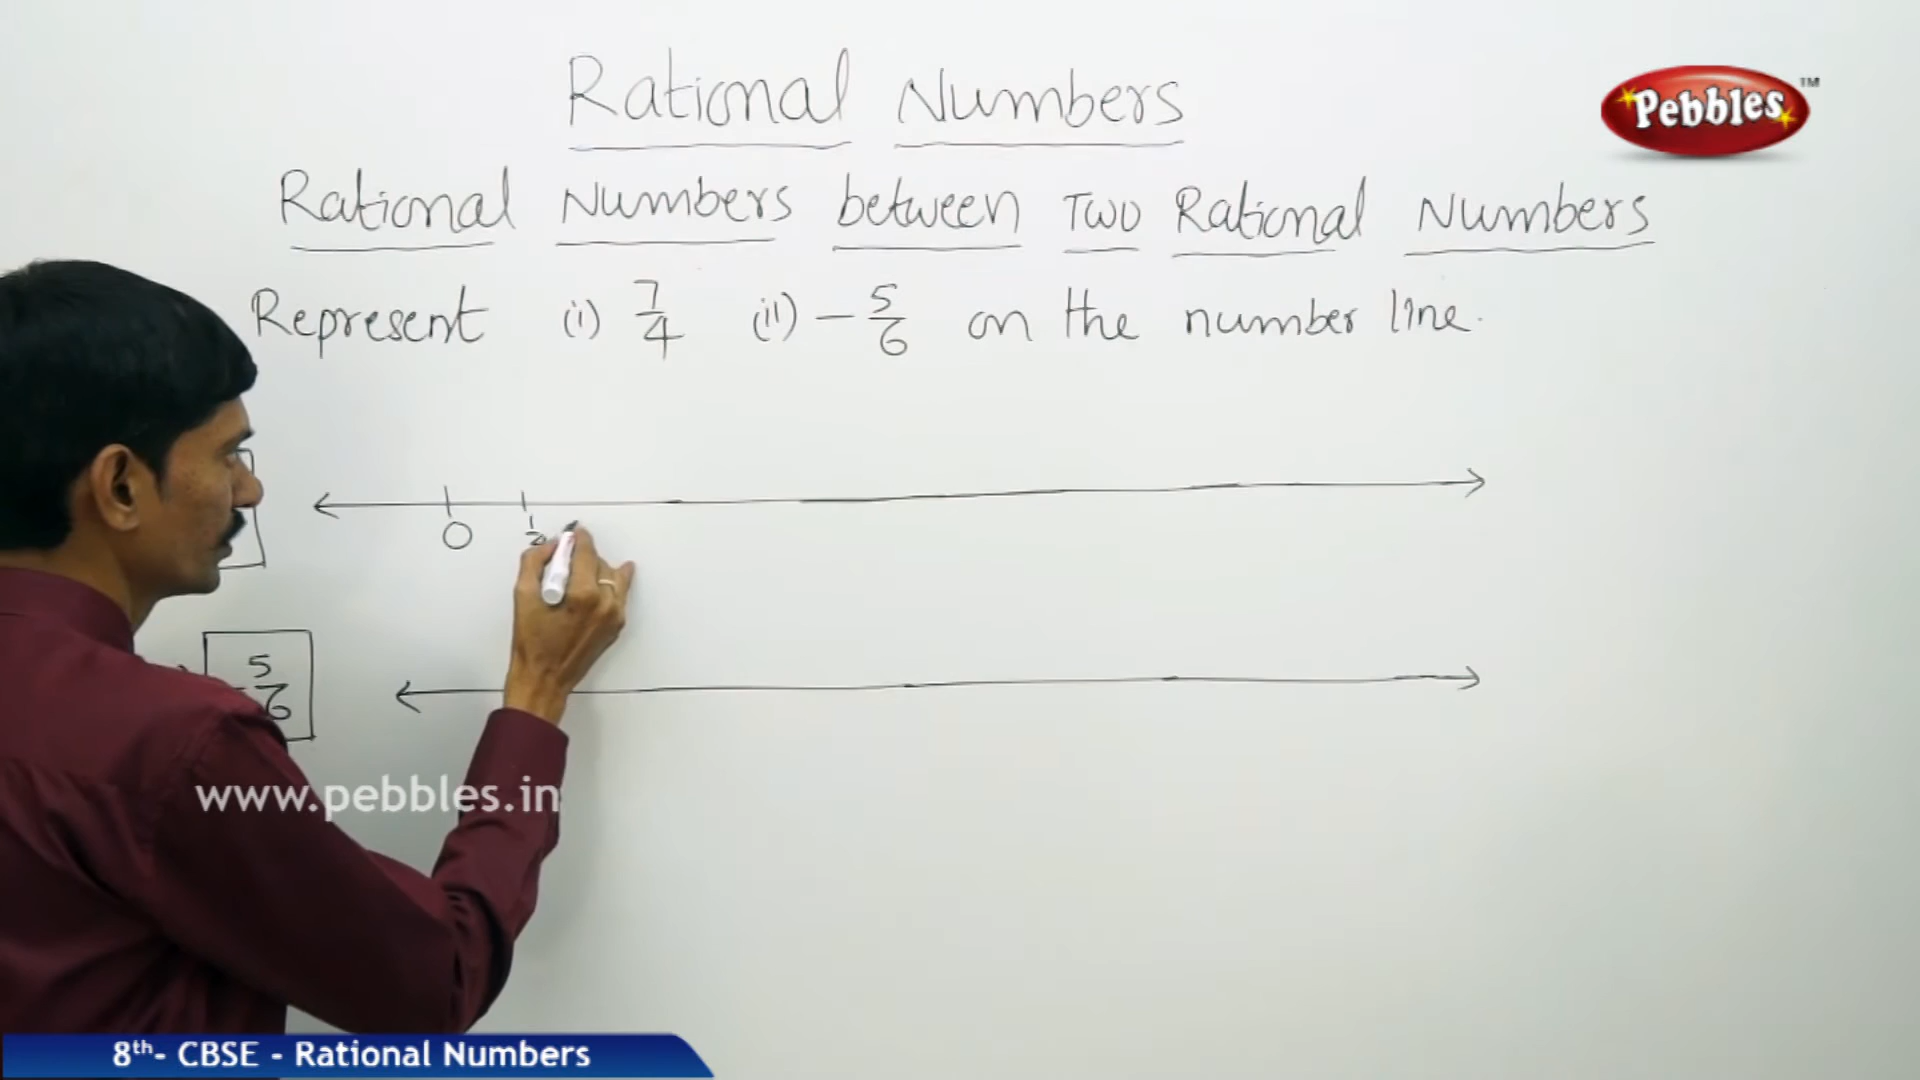 Rational Numbers
Pebbles™
Rational Numbers between Two Rational Numbers
Represent (i) 7/4 (ii) -5/6 on the number line.
0
5/6
www.pebbles.in
8th- CBSE - Rational Numbers